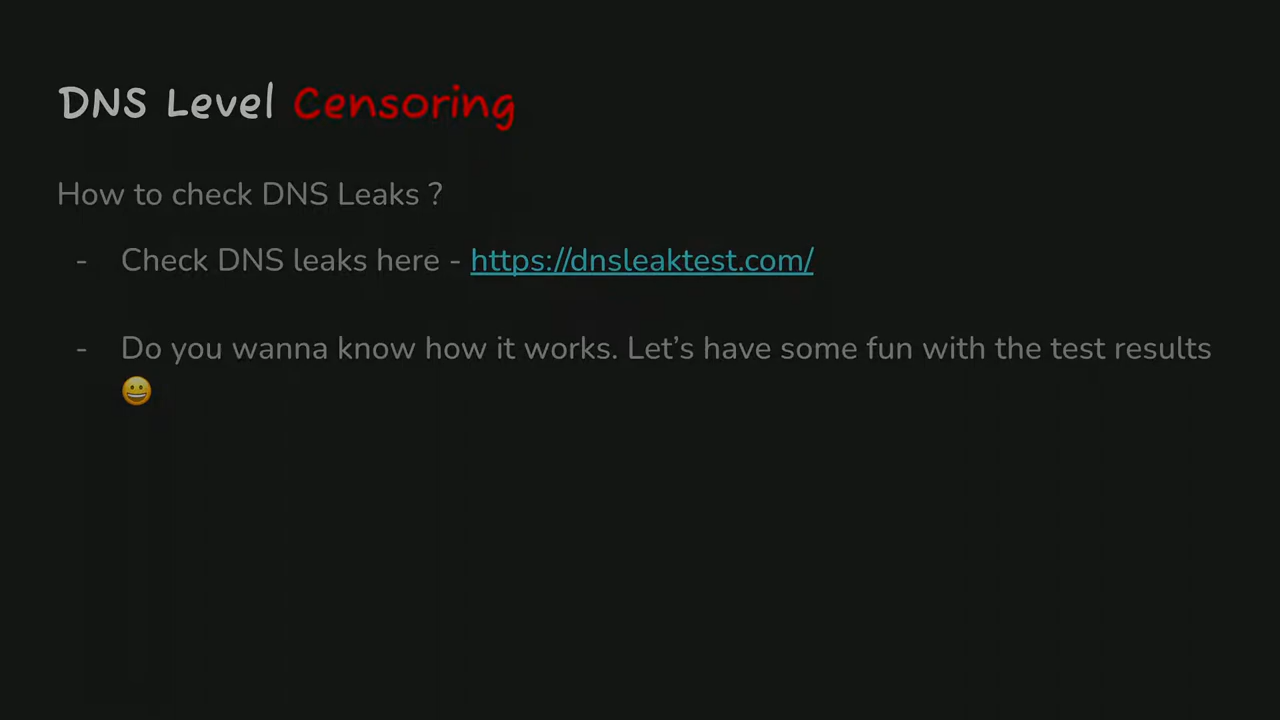 DNS Level Censoring
How to check DNS Leaks ?
- Check DNS leaks here - https://dnsleaktest.com/
- Do you wanna know how it works. Let’s have some fun with the test results
😀